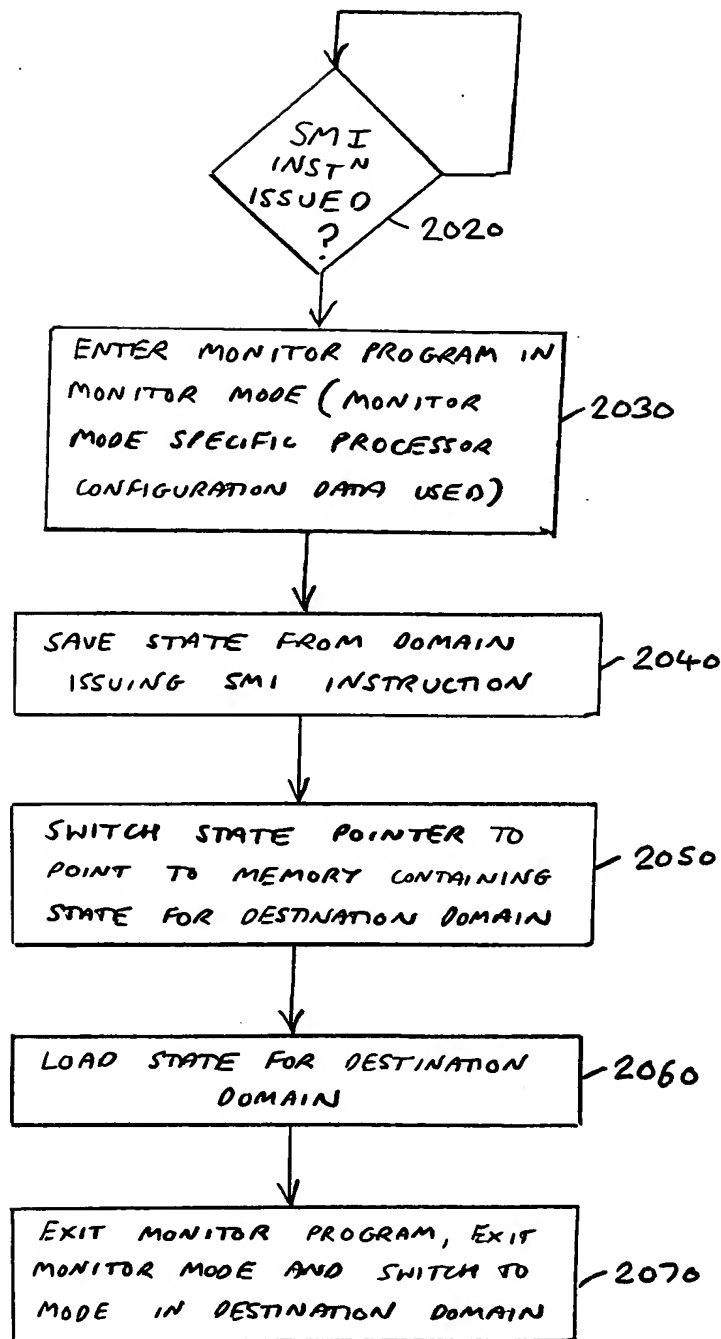 SMI
INSTN
ISSUED
?
2020
ENTER MONITOR PROGRAM IN
MONITOR MODE (MONITOR
MODE SPECIFIC PROCESSOR
CONFIGURATION DATA USED)
2030
SAVE STATE FROM DOMAIN
ISSUING SMI INSTRUCTION
2040
SWITCH STATE POINTER TO
POINT TO MEMORY CONTAINING
STATE FOR DESTINATION DOMAIN
2050
LOAD STATE FOR DESTINATION
DOMAIN
2060
EXIT MONITOR PROGRAM, EXIT
MONITOR MODE AND SWITCH TO
MODE IN DESTINATION DOMAIN
2070